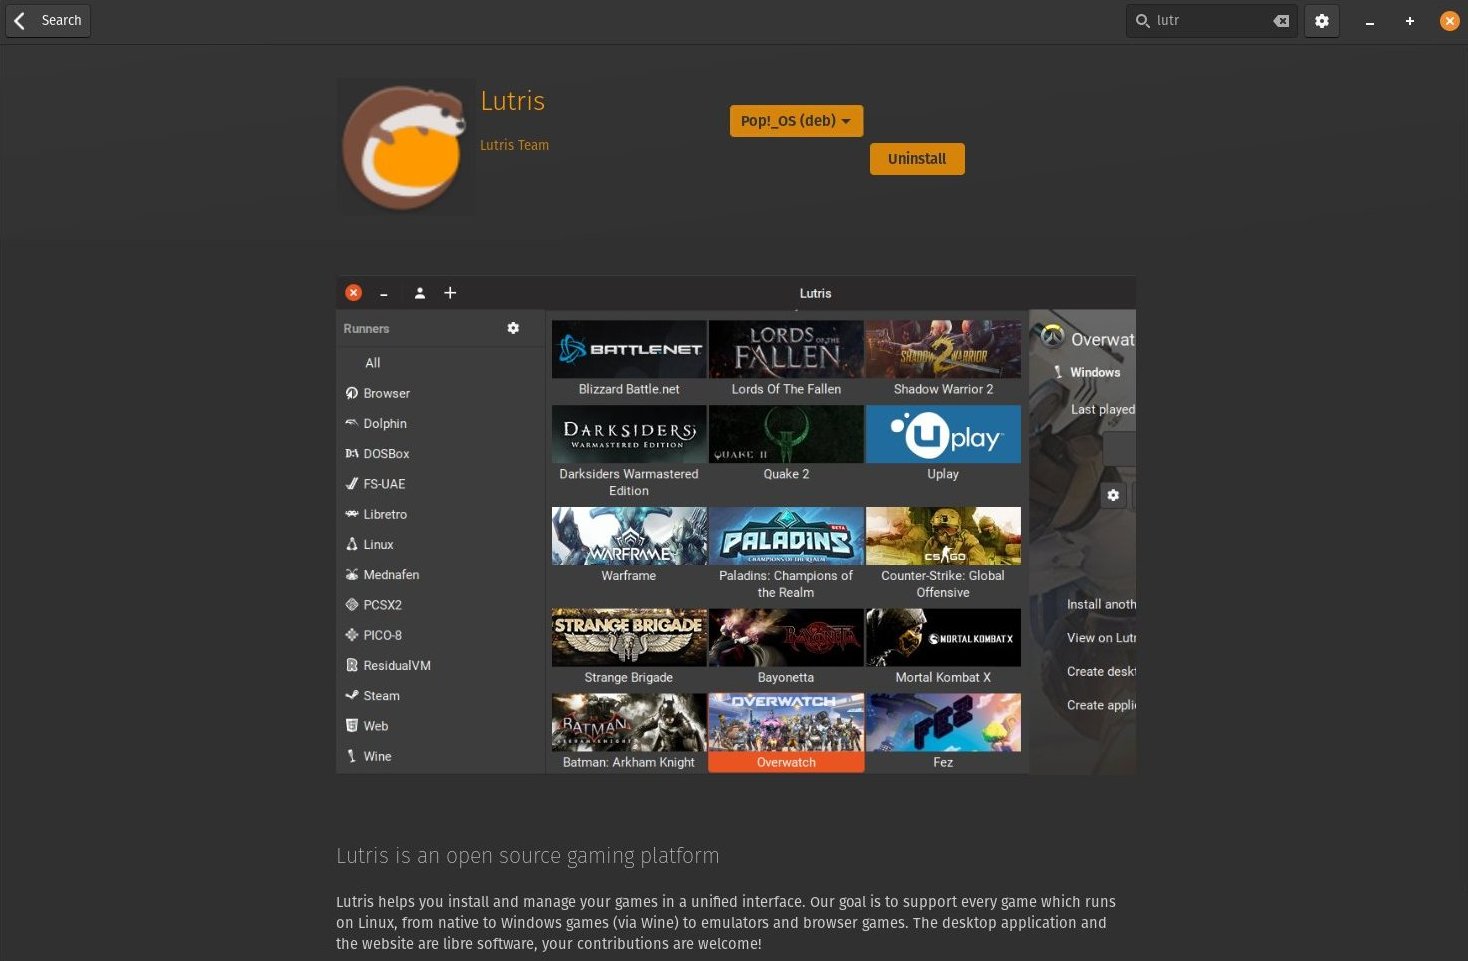 Search
lutr
Lutris
Lutris Team
Pop!_OS (deb)
Uninstall
Lutris
Runners
All
Browser
Dolphin
DOSBox
FS-UAE
Libretro
Linux
Mednafen
PCSX2
PICO-8
ResidualVM
Steam
Web
Wine
BATTLE.NET
LORDS OF THE FALLEN
SHADOW WARRIOR 2
Blizzard Battle.net
Lords Of The Fallen
Shadow Warrior 2
DARKSIDERS
WARMASTERED EDITION
QUAKE II
Uplay
Darksiders Warmastered
Edition
Quake 2
Uplay
WARFRAME
PALADINS
BETA
CHAMPIONS OF THE REALM
CS:GO
Warframe
Paladins: Champions of
the Realm
Counter-Strike: Global
Offensive
STRANGE BRIGADE
BAYONETTA
MORTAL KOMBAT X
Strange Brigade
Bayonetta
Mortal Kombat X
BATMAN
OVERWATCH
FEZ
Batman: Arkham Knight
Overwatch
Fez
Overwat
Windows
Last played
Install anoth
View on Lutr
Create deskt
Create applic
Lutris is an open source gaming platform
Lutris helps you install and manage your games in a unified interface. Our goal is to support every game which runs
on Linux, from native to Windows games (via Wine) to emulators and browser games. The desktop application and
the website are libre software, your contributions are welcome!